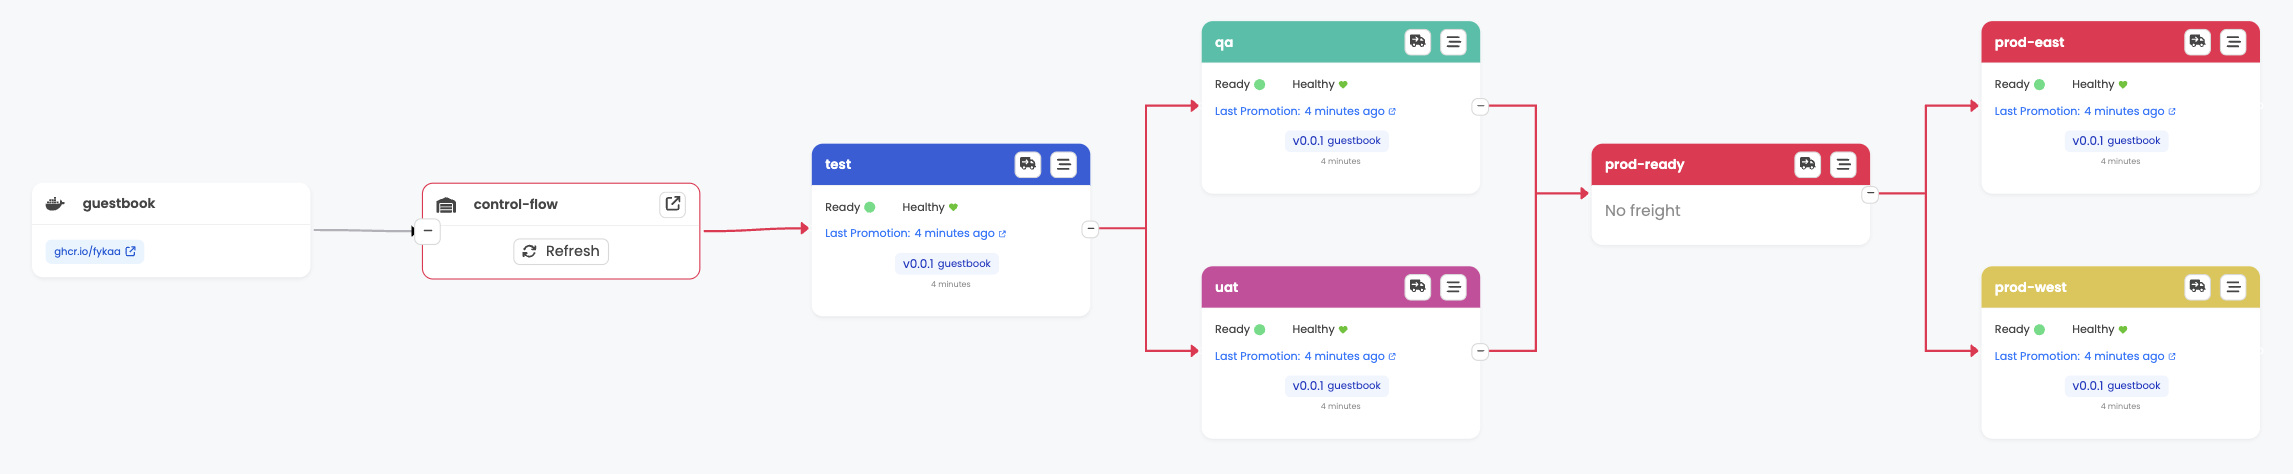 guestbook
ghcr.io/fykaa
control-flow
Refresh
test
Ready Healthy
Last Promotion: 4 minutes ago
v0.0.1 guestbook
4 minutes
qa
Ready Healthy
Last Promotion: 4 minutes ago
v0.0.1 guestbook
4 minutes
uat
Ready Healthy
Last Promotion: 4 minutes ago
v0.0.1 guestbook
4 minutes
prod-ready
No freight
prod-east
Ready Healthy
Last Promotion: 4 minutes ago
v0.0.1 guestbook
4 minutes
prod-west
Ready Healthy
Last Promotion: 4 minutes ago
v0.0.1 guestbook
4 minutes